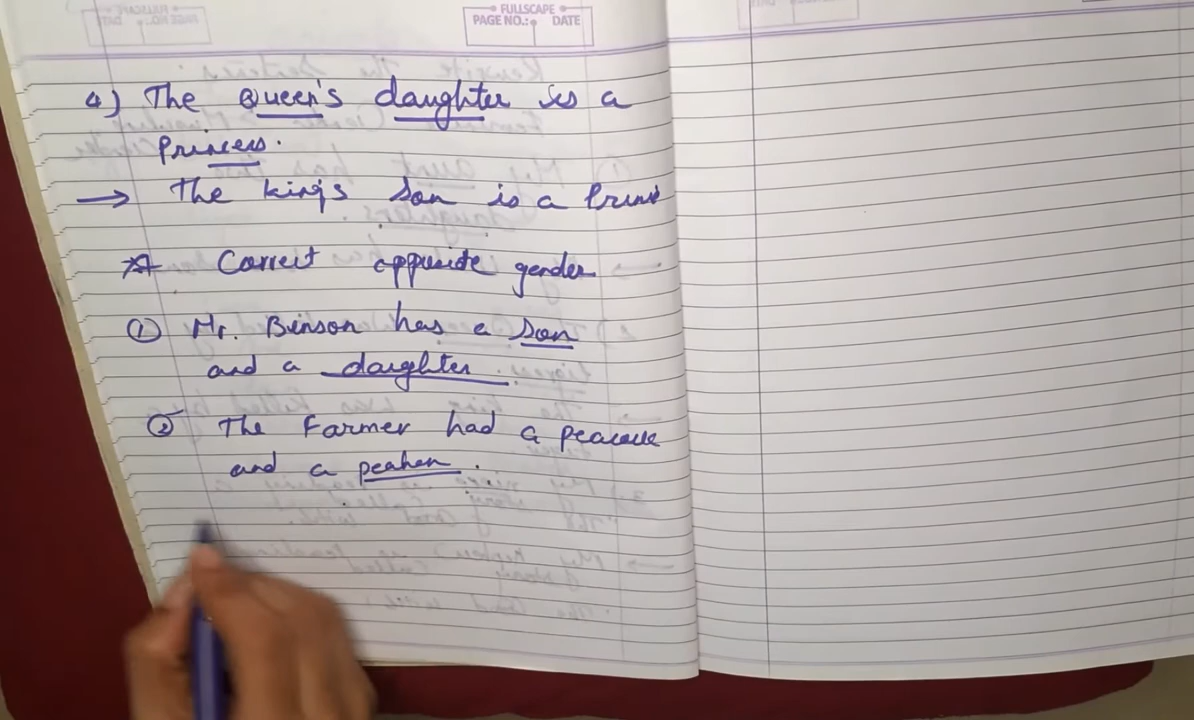 FULLSCAPE
PAGE NO.: DATE
4) The Queen's daughter is a
Princess.
→ The king's son is a Prince
Correct opposite gender
① Mr. Binson has a son
and a daughter.
② The Farmer had a peacock
and a peahen.